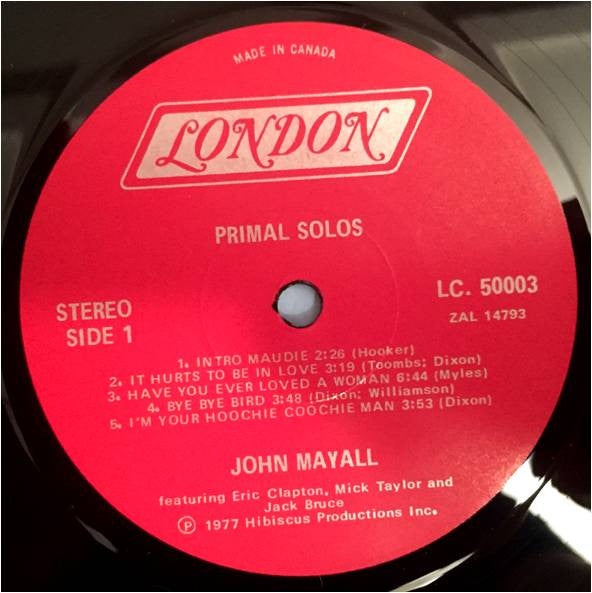 MADE IN CANADA
LONDON
PRIMAL SOLOS
STEREO
SIDE 1
LC. 50003
ZAL 14793
1. INTRO MAUDIE 2:26 (Hooker)
2. IT HURTS TO BE IN LOVE 3:19 (Toombs; Dixon)
3. HAVE YOU EVER LOVED A WOMAN 6:44 (Myles)
4. BYE BYE BIRD 3:48 (Dixon; Williamson)
5. I'M YOUR HOOCHIE COOCHIE MAN 3:53 (Dixon)
JOHN MAYALL
featuring Eric Clapton, Mick Taylor and
Jack Bruce
Ⓟ 1977 Hibiscus Productions Inc.